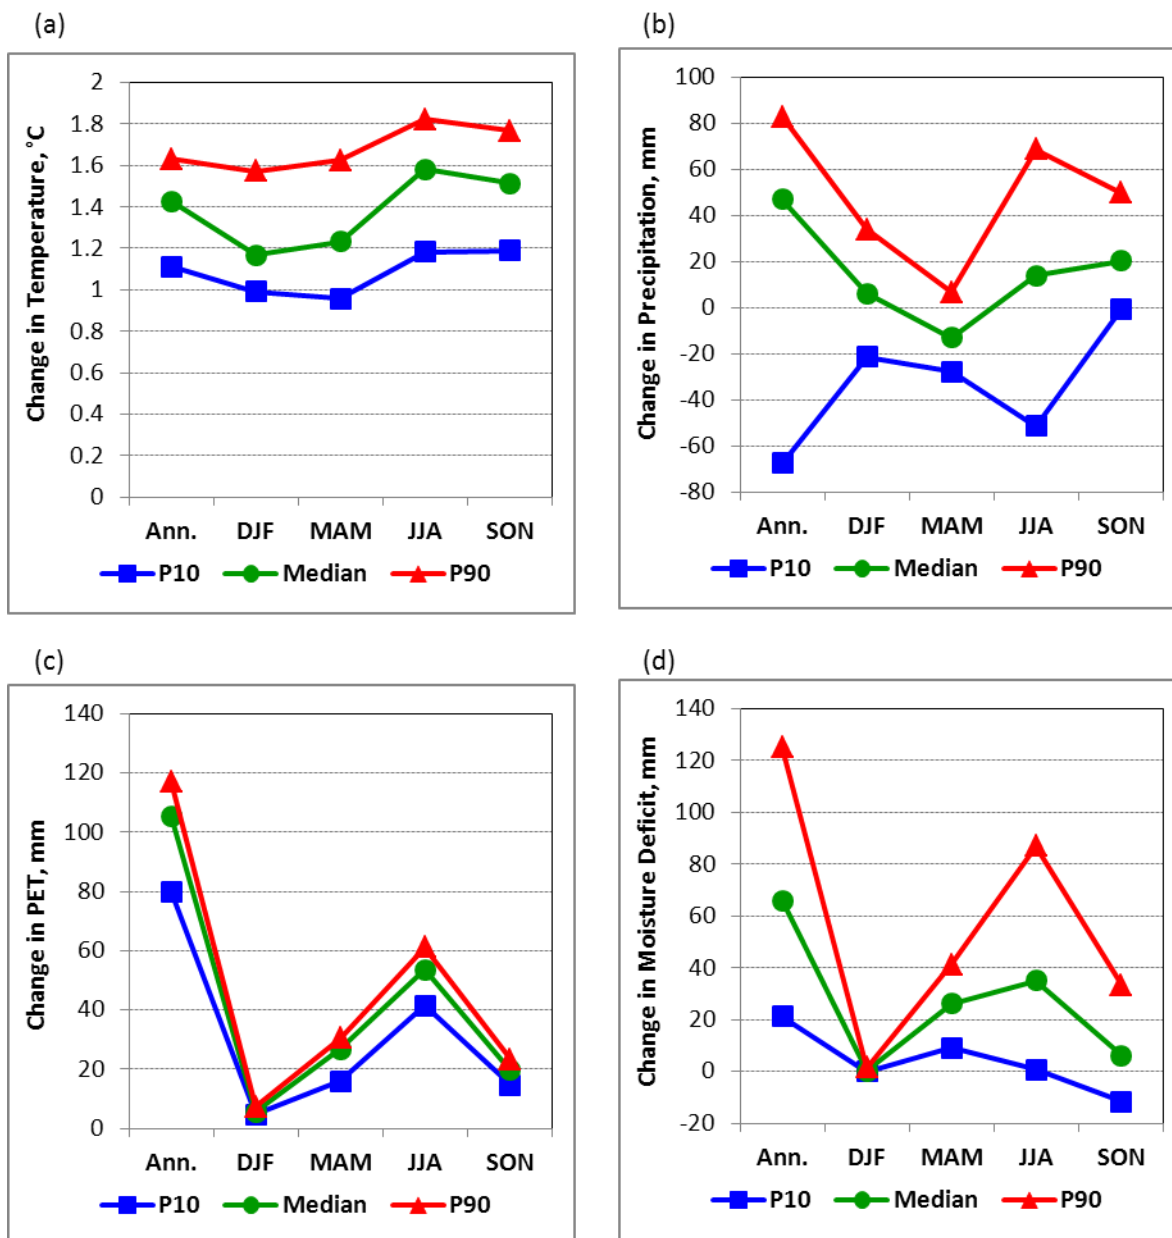 (a)
Change in Temperature, °C
2
1.8
1.6
1.4
1.2
1
0.8
0.6
0.4
0.2
0
Ann. DJF MAM JJA SON
P10 Median P90
(b)
Change in Precipitation, mm
100
80
60
40
20
0
-20
-40
-60
-80
Ann. DJF MAM JJA SON
P10 Median P90
(c)
Change in PET, mm
140
120
100
80
60
40
20
0
Ann. DJF MAM JJA SON
P10 Median P90
(d)
Change in Moisture Deficit, mm
140
120
100
80
60
40
20
0
-20
Ann. DJF MAM JJA SON
P10 Median P90